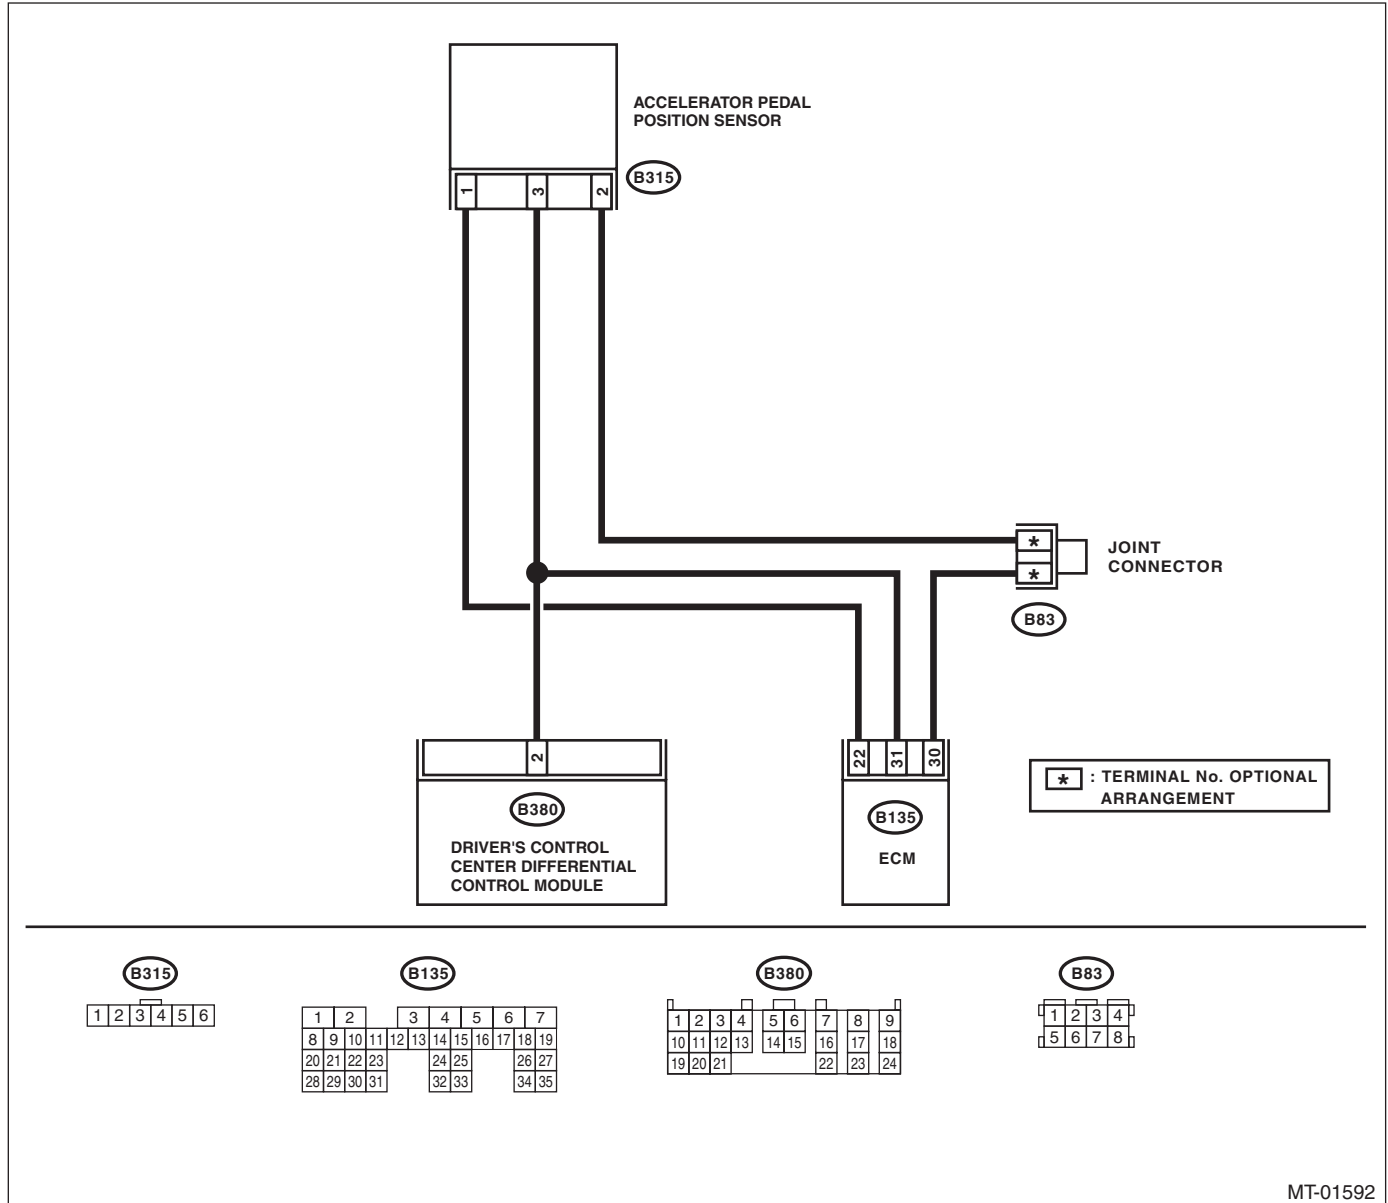 ACCELERATOR PEDAL
POSITION SENSOR
B315
1 3 2
*
*
JOINT
CONNECTOR
B83
2
22 31 30
B380
DRIVER'S CONTROL
CENTER DIFFERENTIAL
CONTROL MODULE
B135
ECM
* : TERMINAL No. OPTIONAL
ARRANGEMENT
B315
1 2 3 4 5 6
B135
1 2 3 4 5 6 7
8 9 10 11 12 13 14 15 16 17 18 19
20 21 22 23 24 25 26 27
28 29 30 31 32 33 34 35
B380
1 2 3 4 5 6 7 8 9
10 11 12 13 14 15 16 17 18
19 20 21 22 23 24
B83
1 2 3 4
5 6 7 8
MT-01592